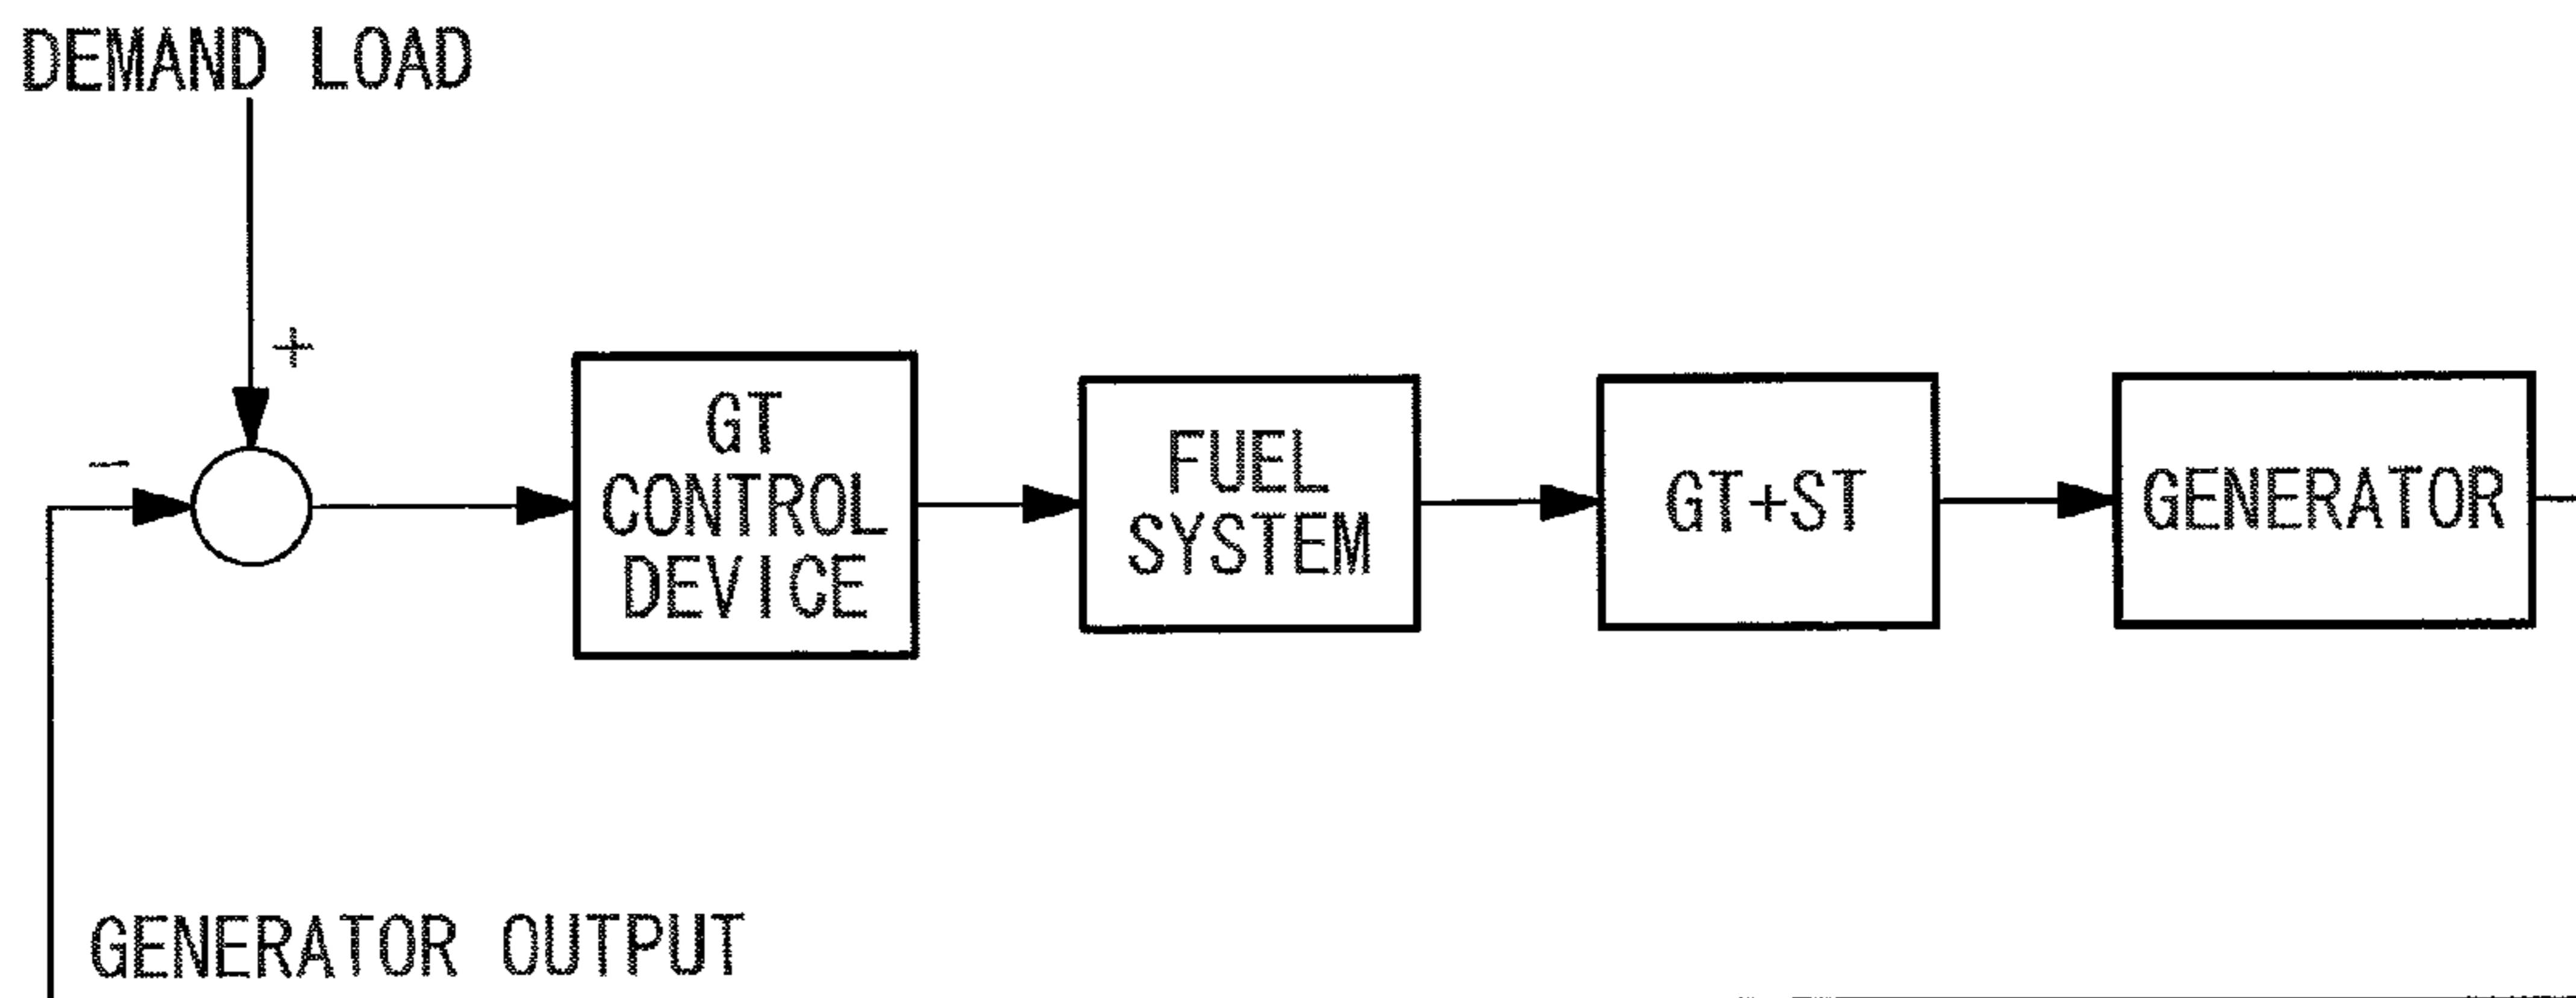 DEMAND LOAD
+
−
GT
CONTROL
DEVICE
FUEL
SYSTEM
GT+ST
GENERATOR
GENERATOR OUTPUT